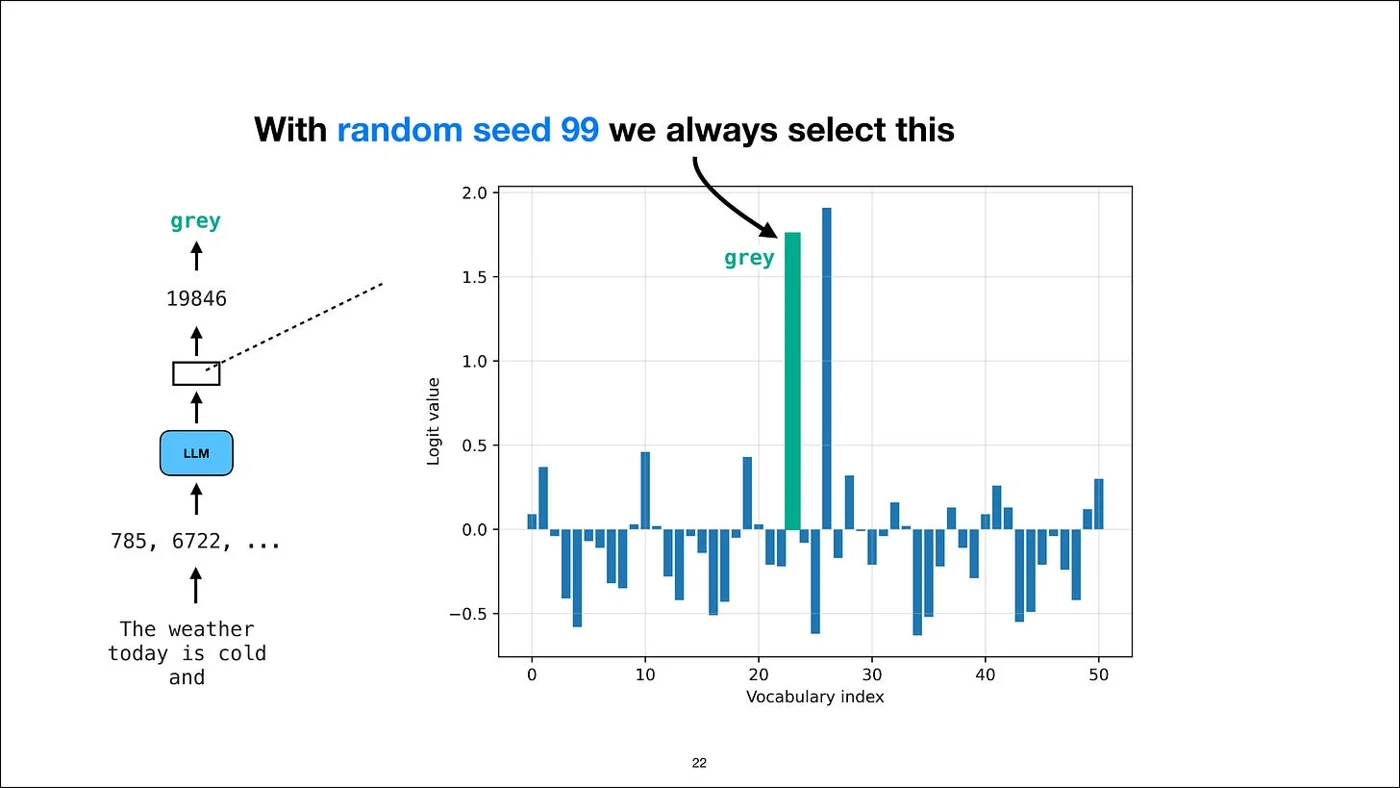 With random seed 99 we always select this
grey
19846
LLM
785, 6722, ...
The weather
today is cold
and
grey
Logit value
2.0
1.5
1.0
0.5
0.0
−0.5
0 10 20 30 40 50
Vocabulary index
22